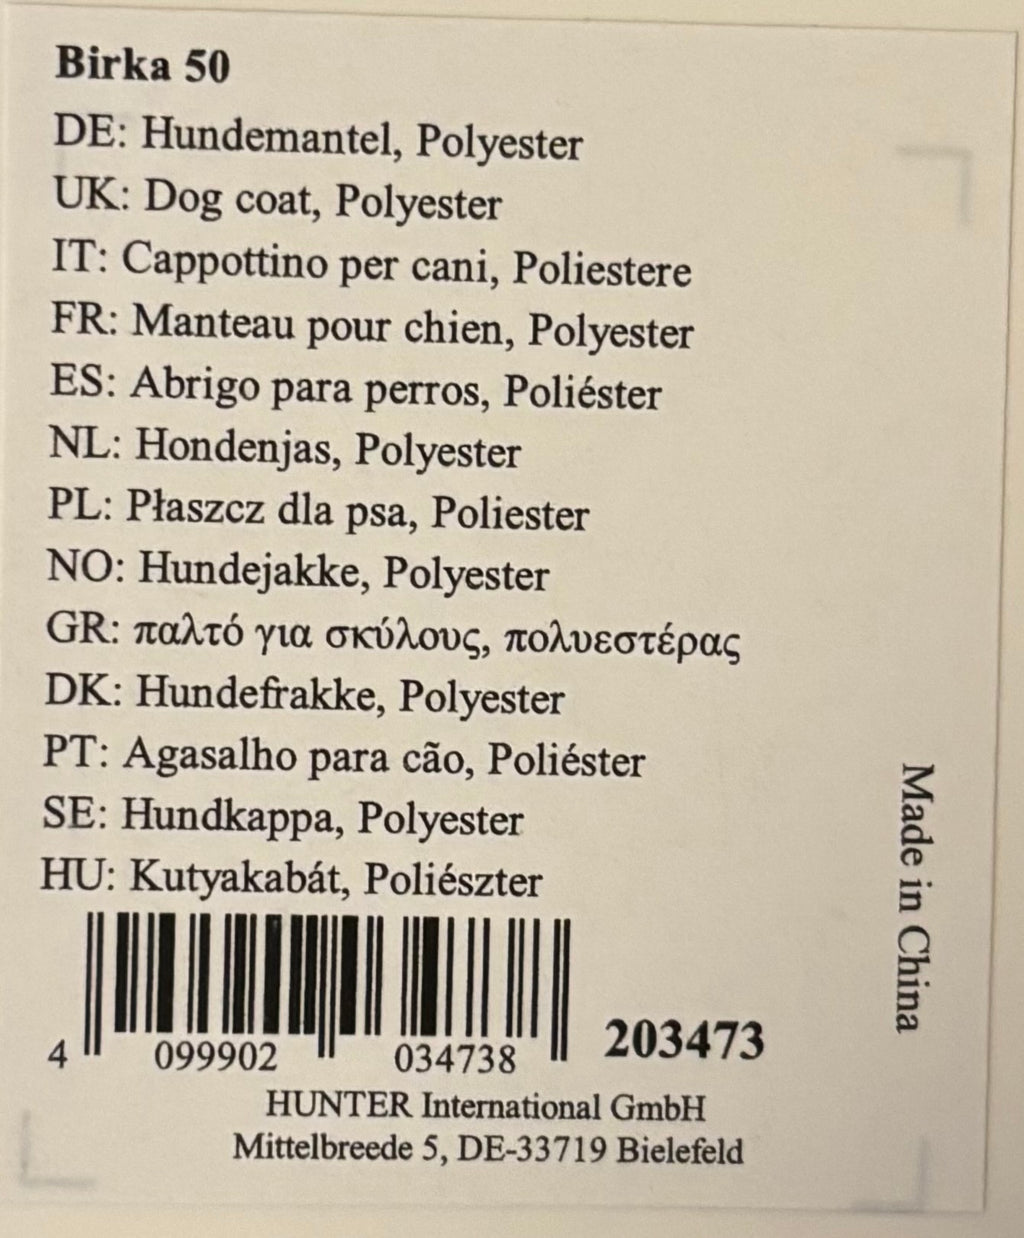 Birka 50
DE: Hundemantel, Polyester
UK: Dog coat, Polyester
IT: Cappottino per cani, Poliestere
FR: Manteau pour chien, Polyester
ES: Abrigo para perros, Poliéster
NL: Hondenjas, Polyester
PL: Płaszcz dla psa, Poliester
NO: Hundejakke, Polyester
GR: παλτό για σκύλους, πολυεστέρας
DK: Hundefrakke, Polyester
PT: Agasalho para cão, Poliéster
SE: Hundkappa, Polyester
HU: Kutyakabát, Poliészter
4 099902 034738
203473
HUNTER International GmbH
Mittelbreede 5, DE-33719 Bielefeld
Made in China